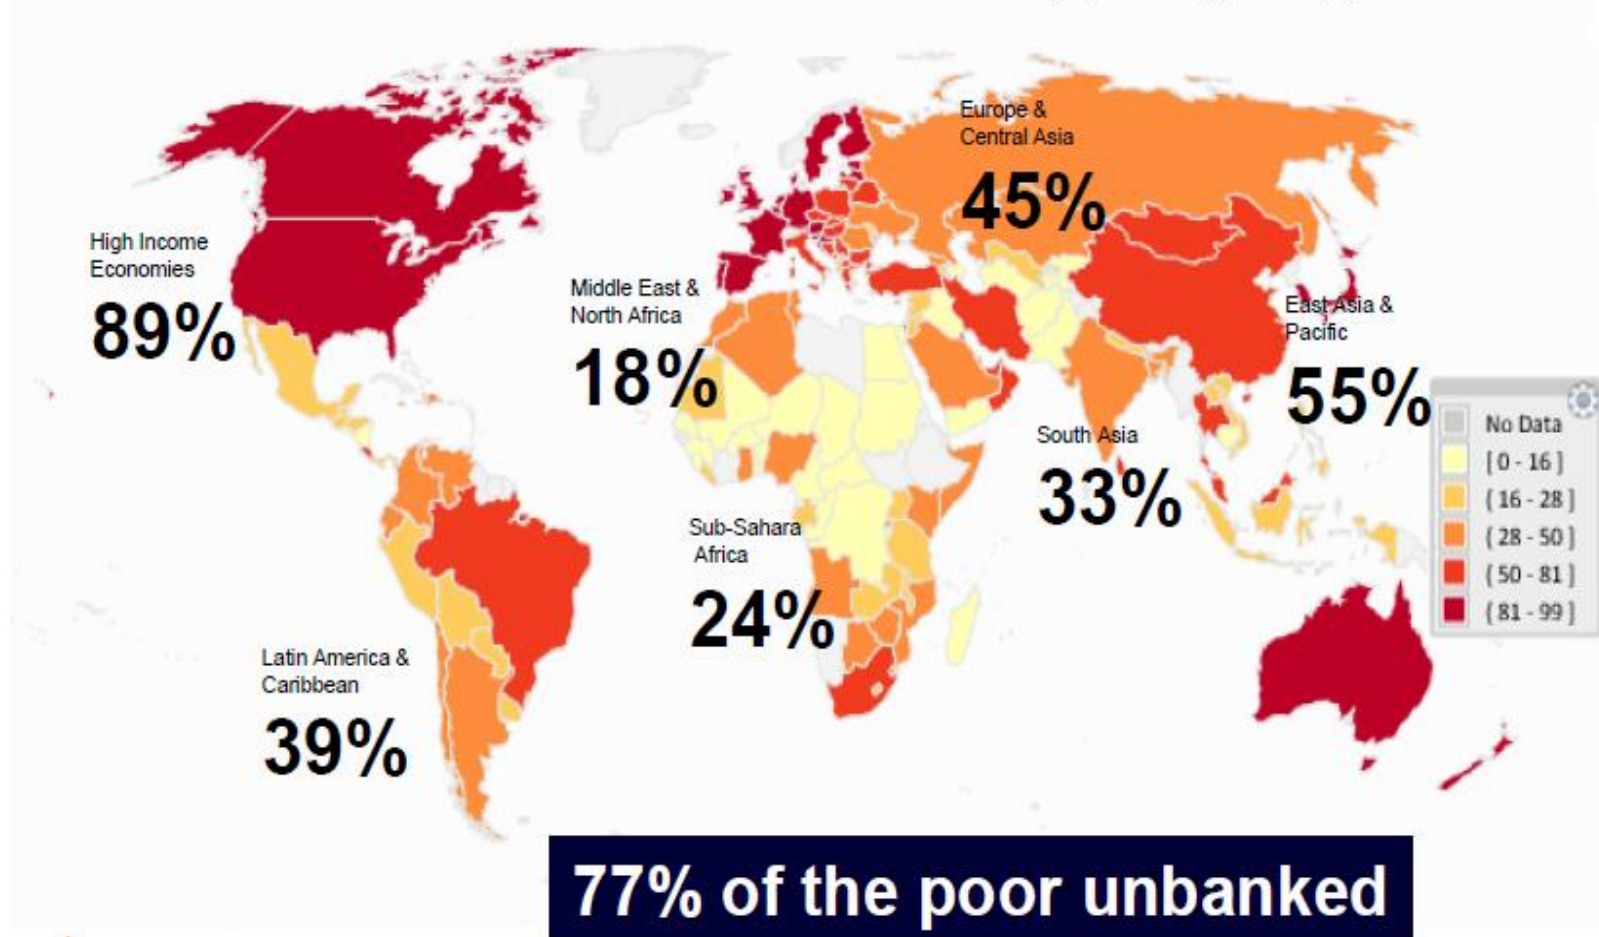 Europe &
Central Asia
45%
High Income
Economies
89%
Middle East &
North Africa
18%
East Asia &
Pacific
55%
South Asia
33%
Sub-Sahara
Africa
24%
Latin America &
Caribbean
39%
No Data
[ 0 - 16 ]
( 16 - 28 ]
( 28 - 50 ]
( 50 - 81 ]
( 81 - 99 ]
77% of the poor unbanked